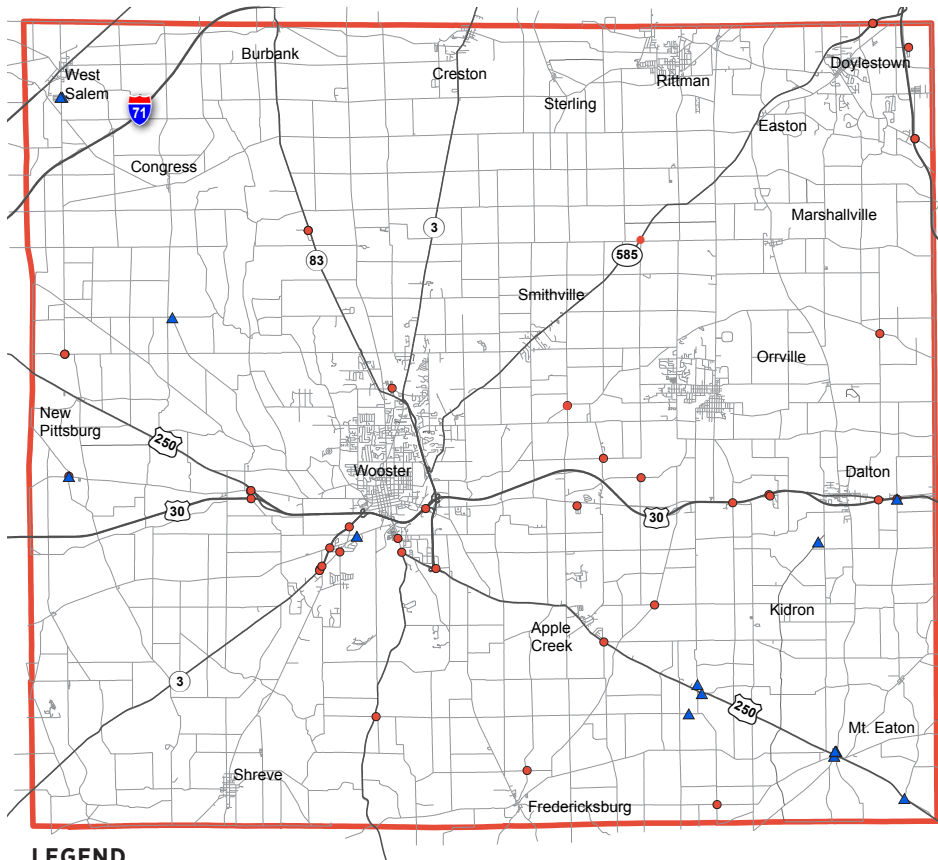 Burbank
Creston
Rittman
Doylestown
West
Salem
Sterling
71
Easton
Congress
Marshallville
3
83
585
Smithville
Orrville
New
Pittsburg
250
Wooster
Dalton
30
30
Apple
Creek
Kidron
3
250
Mt. Eaton
Shreve
Fredericksburg
LEGEND